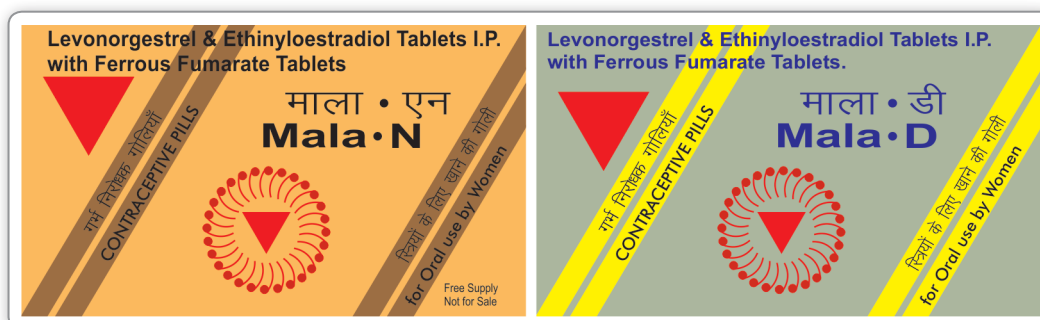 Levonorgestrel & Ethinyloestradiol Tablets I.P.
with Ferrous Fumarate Tablets
माला • एन
Mala•N
गर्भ निरोधक गोलियाँ
CONTRACEPTIVE PILLS
स्त्रियों के लिए खाने की गोली
for Oral use by Women
Free Supply
Not for Sale
Levonorgestrel & Ethinyloestradiol Tablets I.P.
with Ferrous Fumarate Tablets.
माला • डी
Mala•D
गर्भ निरोधक गोलियाँ
CONTRACEPTIVE PILLS
स्त्रियों के लिए खाने की गोली
for Oral use by Women